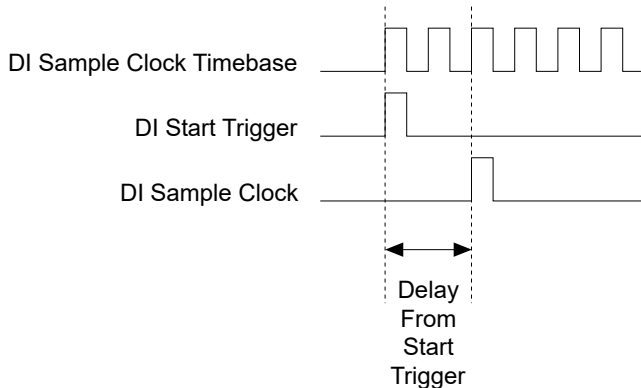 DI Sample Clock Timebase
DI Start Trigger
DI Sample Clock
Delay
From
Start
Trigger